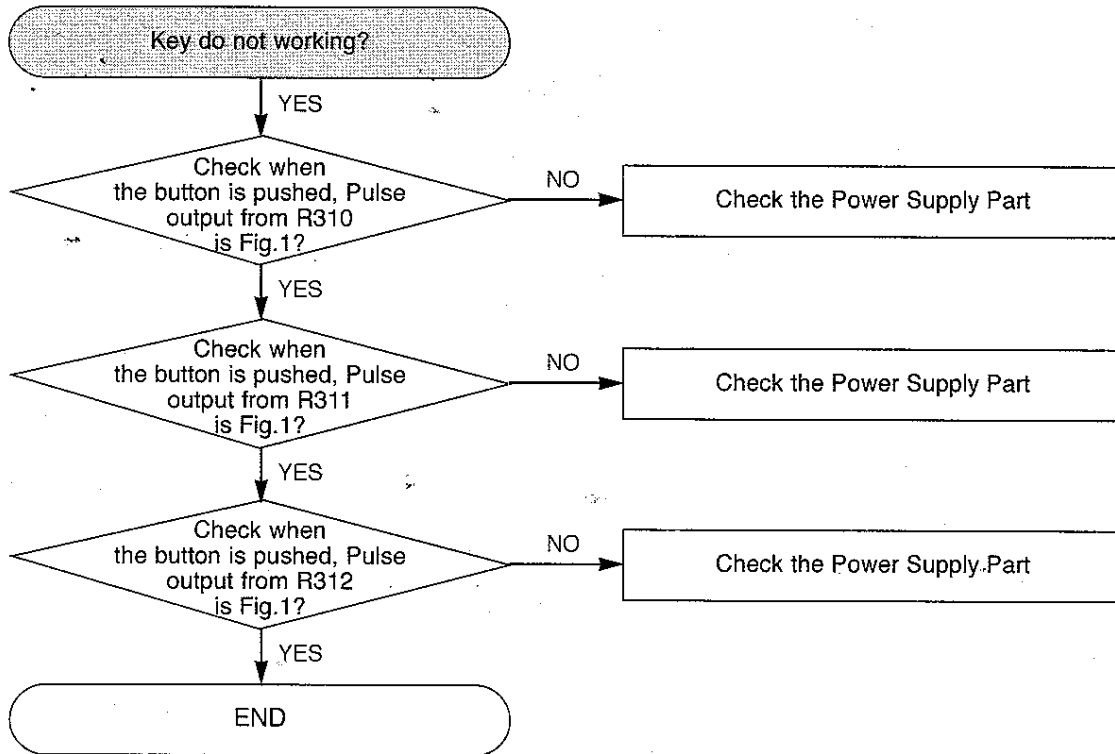 Key do not working?
YES
Check when
the button is pushed, Pulse
output from R310
is Fig.1?
NO
Check the Power Supply Part
YES
Check when
the button is pushed, Pulse
output from R311
is Fig.1?
NO
Check the Power Supply Part
YES
Check when
the button is pushed, Pulse
output from R312
is Fig.1?
NO
Check the Power Supply Part
YES
END